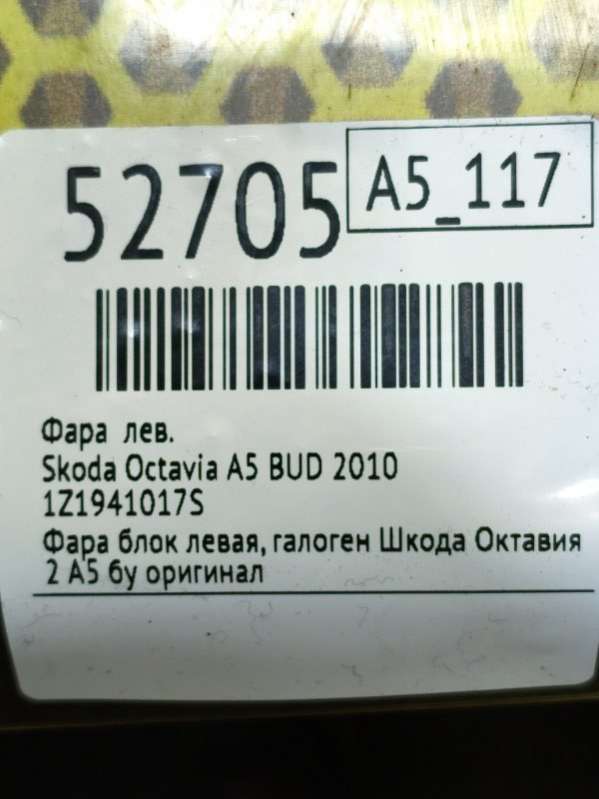 52705
A5_117
Фара лев.
Skoda Octavia A5 BUD 2010
1Z1941017S
Фара блок левая, галоген Шкода Октавия
2 А5 бу оригинал